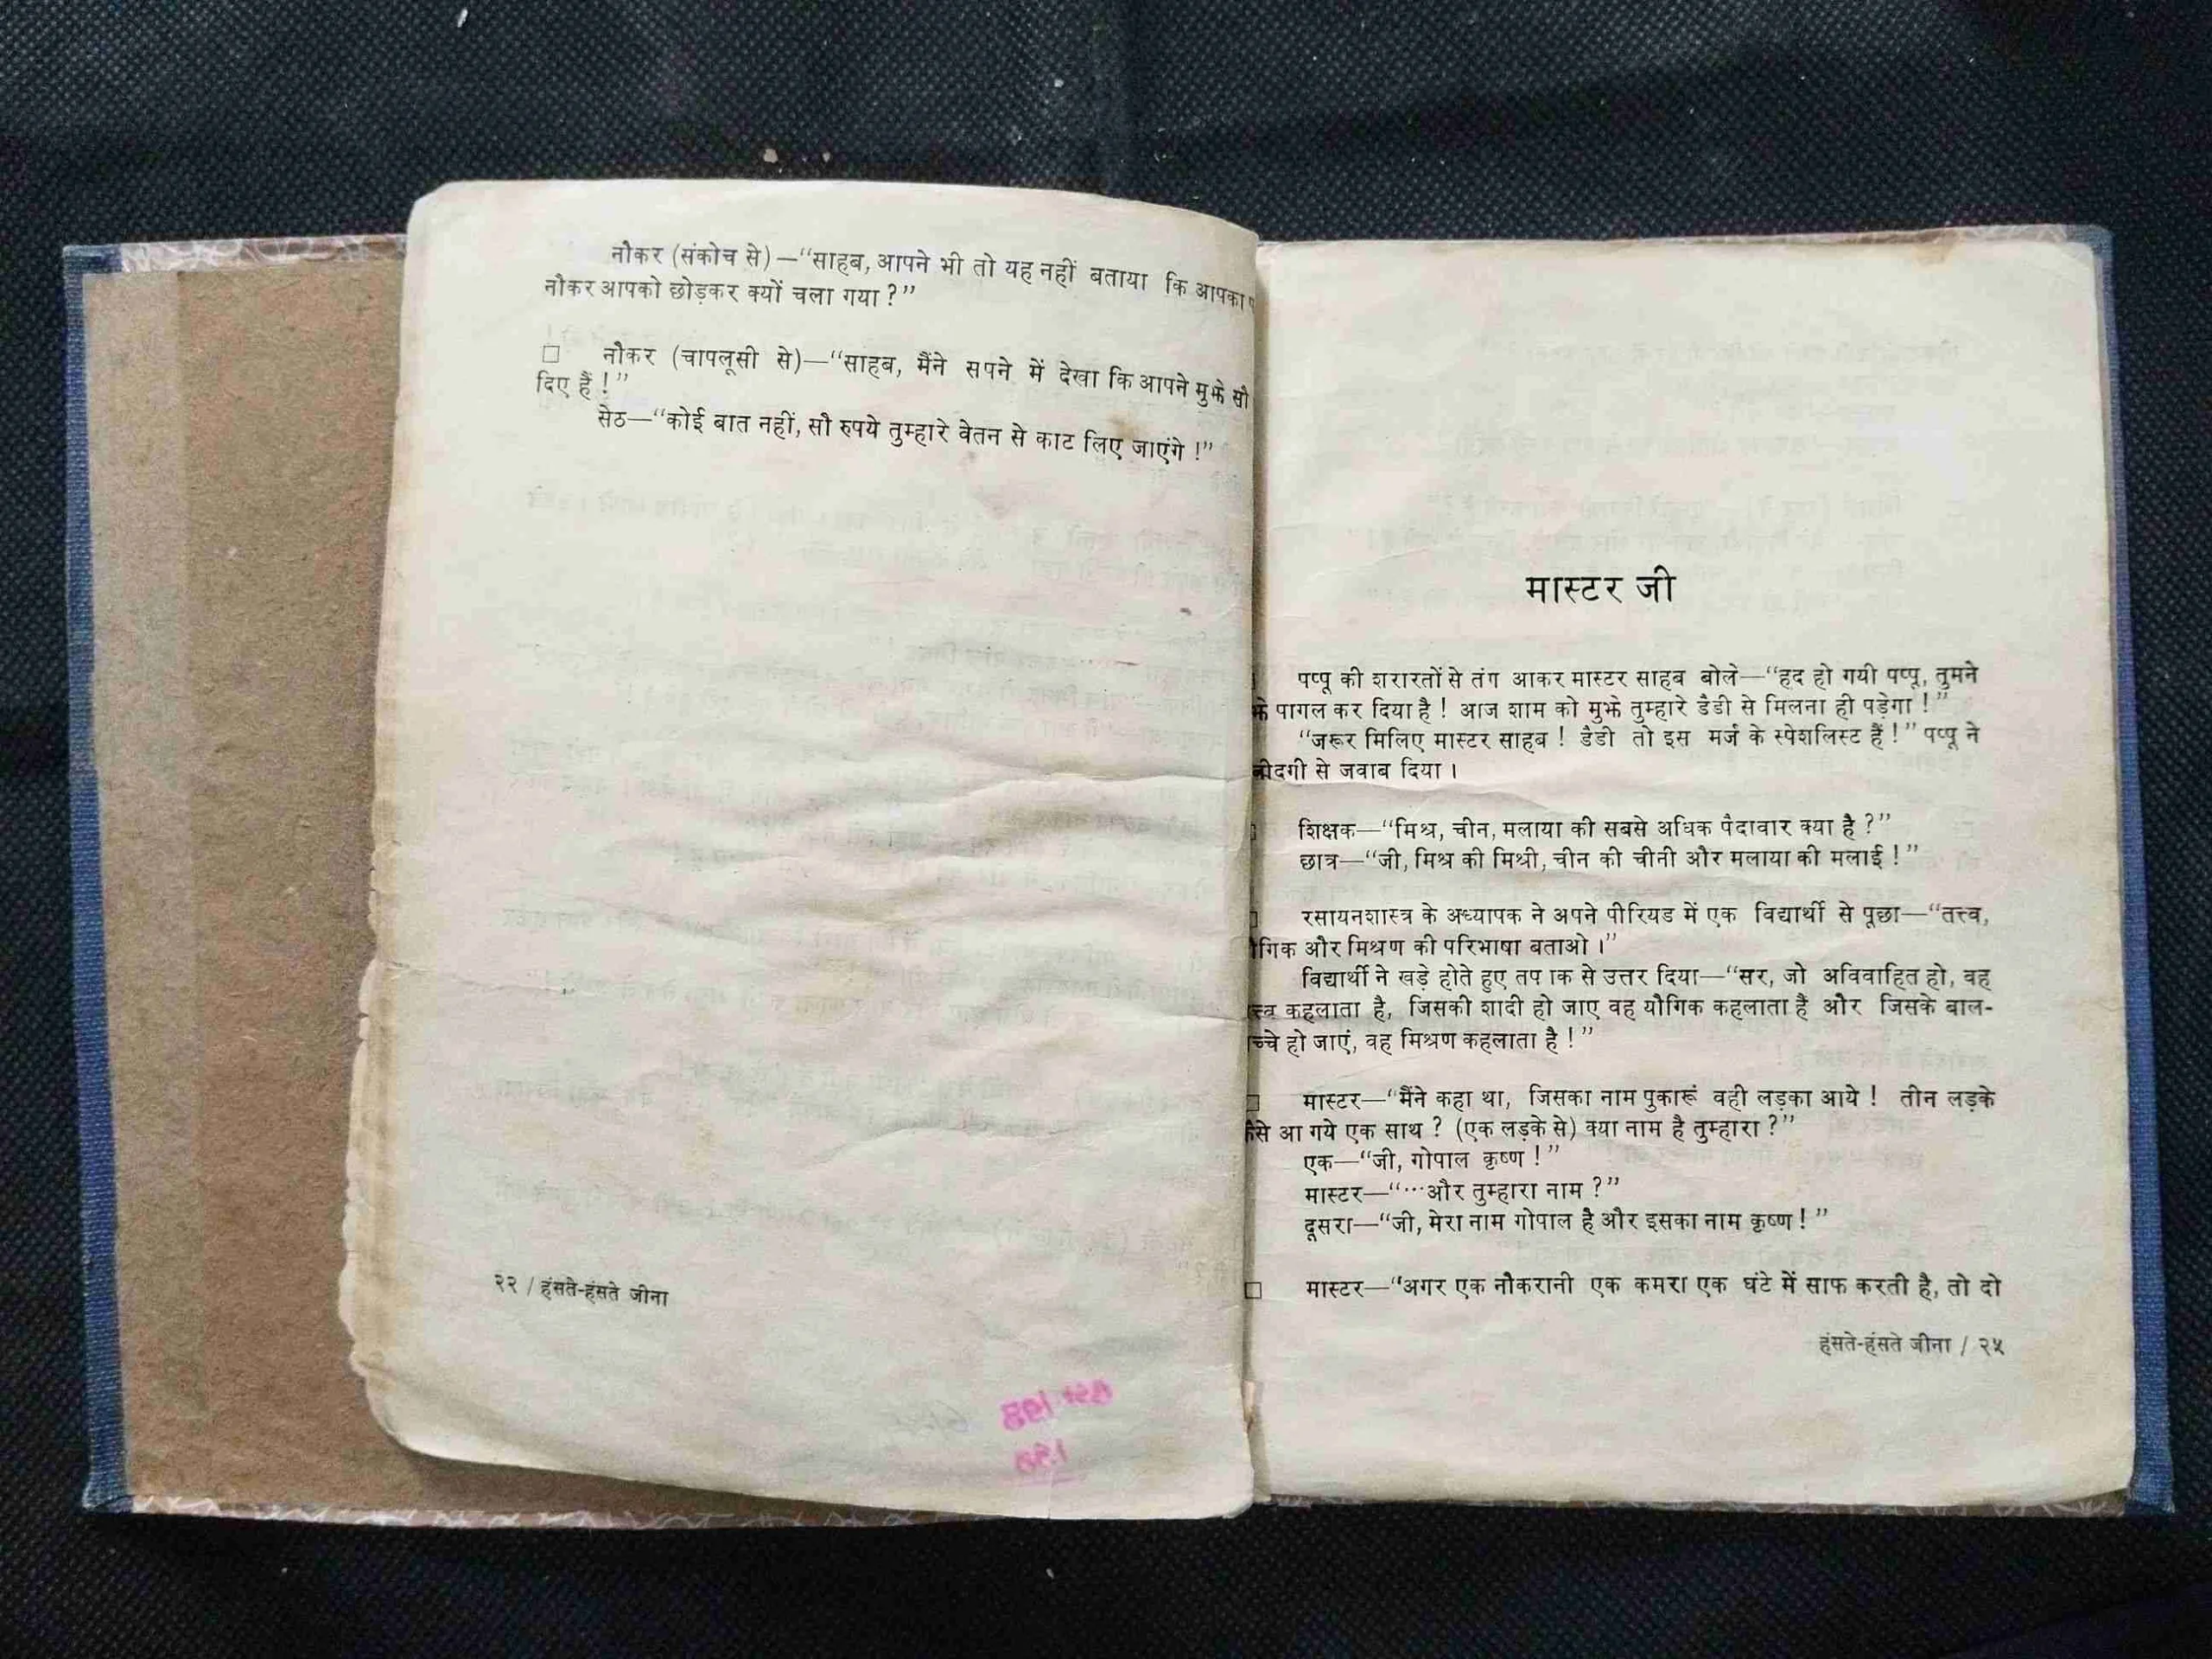 नौकर (संकोच से)—“साहब, आपने भी तो यह नहीं बताया कि आपका
नौकर आपको छोड़कर क्यों चला गया ?”
□ नौकर (चापलूसी से)—“साहब, मैंने सपने में देखा कि आपने मुझे सौ
दिए हैं !”
सेठ—“कोई बात नहीं, सौ रुपये तुम्हारे वेतन से काट लिए जाएंगे !”
२२ / हंसते-हंसते जीना
मास्टर जी
पप्पू की शरारतों से तंग आकर मास्टर साहब बोले—“हद हो गयी पप्पू, तुमने
पागल कर दिया है ! आज शाम को मुझे तुम्हारे डैडी से मिलना ही पड़ेगा !”
“जरूर मिलिए मास्टर साहब ! डैडी तो इस मर्ज के स्पेशलिस्ट हैं !” पप्पू ने
ीदगी से जवाब दिया ।
शिक्षक—“मिश्र, चीन, मलाया की सबसे अधिक पैदावार क्या है ?”
छात्र—“जी, मिश्र की मिश्री, चीन की चीनी और मलाया की मलाई !”
रसायनशास्त्र के अध्यापक ने अपने पीरियड में एक विद्यार्थी से पूछा—“तत्त्व,
गिक और मिश्रण की परिभाषा बताओ ।”
विद्यार्थी ने खड़े होते हुए तपाक से उत्तर दिया—“सर, जो अविवाहित हो, वह
त्त्व कहलाता है, जिसकी शादी हो जाए वह यौगिक कहलाता है और जिसके बाल-
च्चे हो जाएं, वह मिश्रण कहलाता है !”
□ मास्टर—“मैंने कहा था, जिसका नाम पुकारूं वही लड़का आये ! तीन लड़के
कैसे आ गये एक साथ ? (एक लड़के से) क्या नाम है तुम्हारा ?”
एक—“जी, गोपाल कृष्ण !”
मास्टर—“...और तुम्हारा नाम ?”
दूसरा—“जी, मेरा नाम गोपाल है और इसका नाम कृष्ण !”
□ मास्टर—“अगर एक नौकरानी एक कमरा एक घंटे में साफ करती है, तो दो
हंसते-हंसते जीना / २५